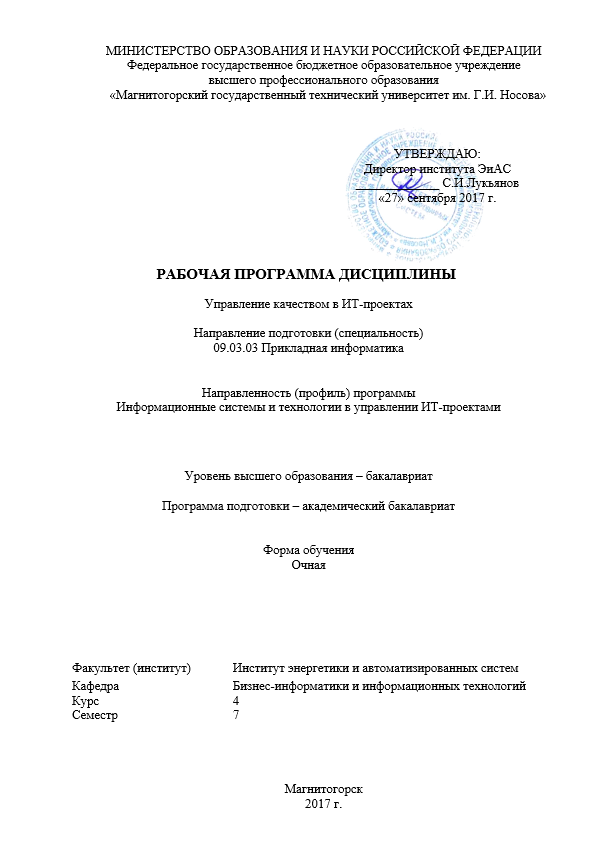 МИНИСТЕРСТВО ОБРАЗОВАНИЯ И НАУКИ РОССИЙСКОЙ ФЕДЕРАЦИИ
Федеральное государственное бюджетное образовательное учреждение
высшего профессионального образования
«Магнитогорский государственный технический университет им. Г.И. Носова»
УТВЕРЖДАЮ:
Директор института ЭиАС
С.И.Лукьянов
«27» сентября 2017 г.
РАБОЧАЯ ПРОГРАММА ДИСЦИПЛИНЫ
Управление качеством в ИТ-проектах
Направление подготовки (специальность)
09.03.03 Прикладная информатика
Направленность (профиль) программы
Информационные системы и технологии в управлении ИТ-проектами
Уровень высшего образования – бакалавриат
Программа подготовки – академический бакалавриат
Форма обучения
Очная
Факультет (институт) Институт энергетики и автоматизированных систем
Кафедра Бизнес-информатики и информационных технологий
Курс 4
Семестр 7
Магнитогорск
2017 г.